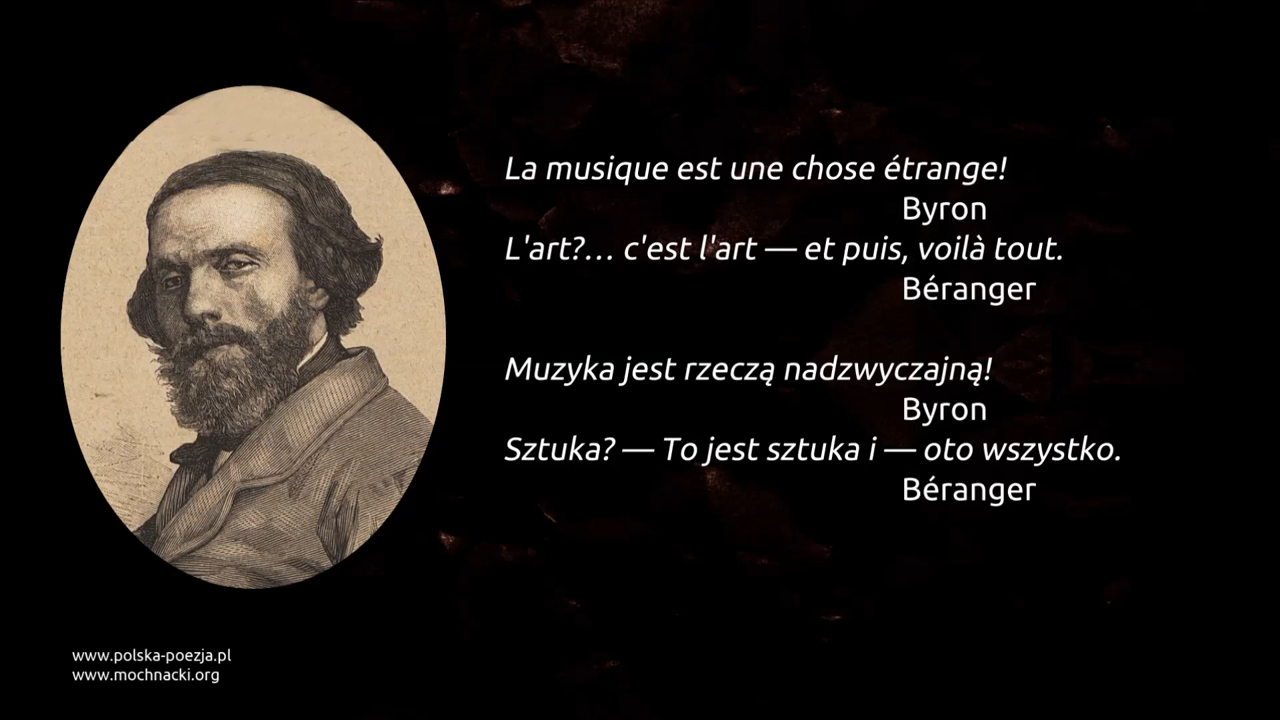 La musique est une chose étrange!
Byron
L'art?… c'est l'art — et puis, voilà tout.
Béranger
Muzyka jest rzeczą nadzwyczajną!
Byron
Sztuka? — To jest sztuka i — oto wszystko.
Béranger
www.polska-poezja.pl
www.mochnacki.org